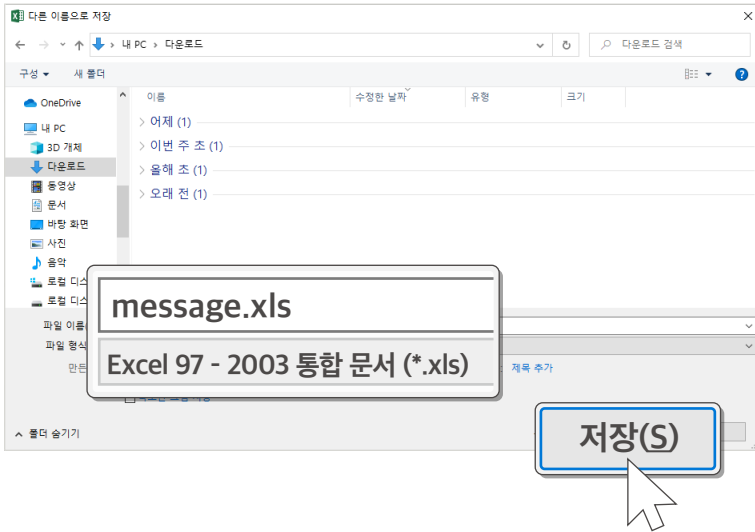 다른 이름으로 저장
내 PC > 다운로드
다운로드 검색
구성
새 폴더
이름 수정한 날짜 유형 크기
OneDrive
내 PC
3D 개체
다운로드
동영상
문서
바탕 화면
사진
음악
로컬 디스
로컬 디스
어제 (1)
이번 주 초 (1)
올해 초 (1)
오래 전 (1)
파일 이름
message.xls
파일 형식
Excel 97 - 2003 통합 문서 (*.xls)
만든
제목 추가
폴더 숨기기
저장(S)